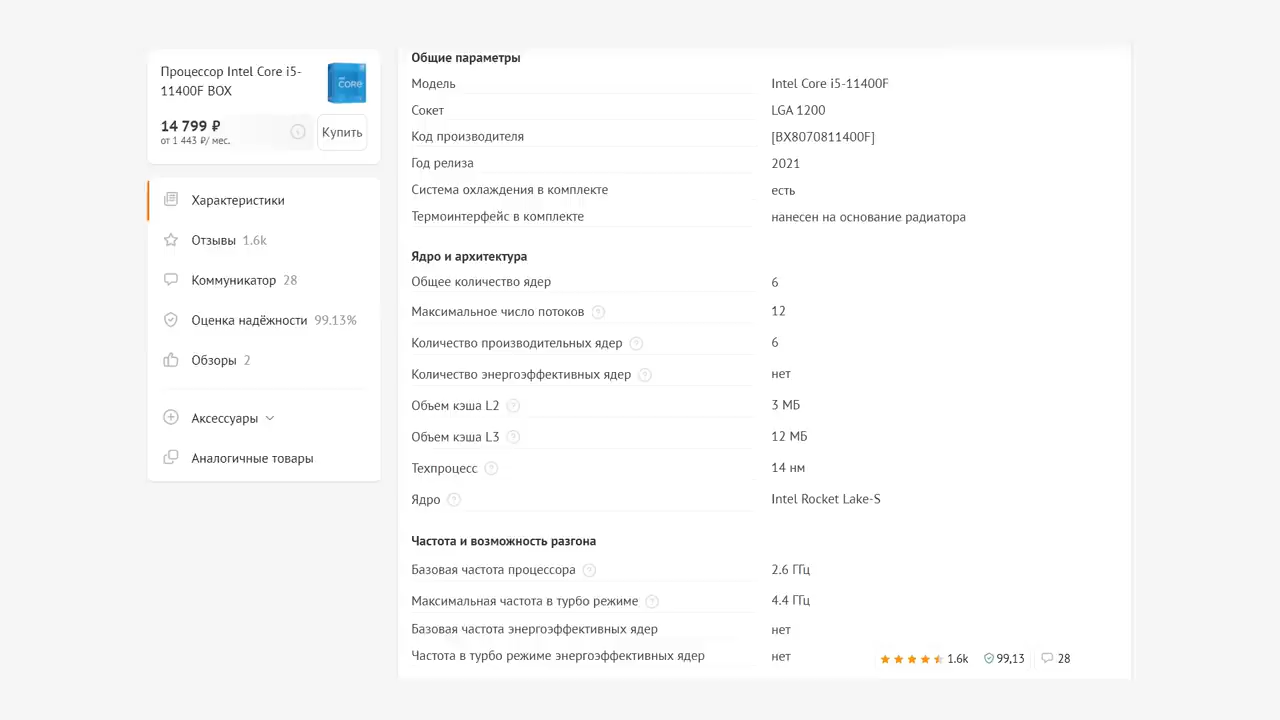 Процессор Intel Core i5-
11400F BOX
intel
CORE
14 799 ₽
от 1 443 ₽/ мес.
Купить
Характеристики
Отзывы 1.6k
Коммуникатор 28
Оценка надёжности 99.13%
Обзоры 2
Аксессуары
Аналогичные товары
Общие параметры
Модель Intel Core i5-11400F
Сокет LGA 1200
Код производителя [BX8070811400F]
Год релиза 2021
Система охлаждения в комплекте есть
Термоинтерфейс в комплекте нанесен на основание радиатора
Ядро и архитектура
Общее количество ядер 6
Максимальное число потоков ? 12
Количество производительных ядер ? 6
Количество энергоэффективных ядер ? нет
Объем кэша L2 ? 3 МБ
Объем кэша L3 ? 12 МБ
Техпроцесс ? 14 нм
Ядро ? Intel Rocket Lake-S
Частота и возможность разгона
Базовая частота процессора ? 2.6 ГГц
Максимальная частота в турбо режиме ? 4.4 ГГц
Базовая частота энергоэффективных ядер нет
Частота в турбо режиме энергоэффективных ядер нет
1.6k 99,13 28